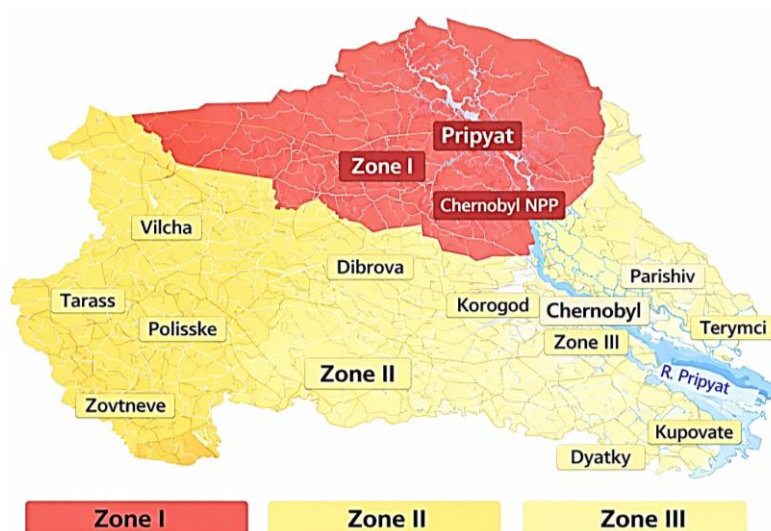 Pripyat
Zone I
Chernobyl NPP
Vilcha
Dibrova
Parishiv
Tarass
Korogod
Chernobyl
Terymci
Polisske
Zone III
Zone II
R. Pripyat
Zovtneve
Kupovate
Dyatky
Zone I
Zone II
Zone III